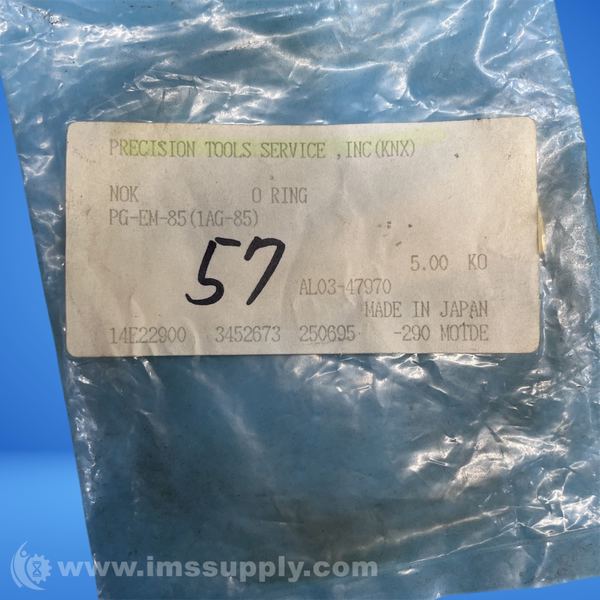 PRECISION TOOLS SERVICE ,INC(KNX)
NOK O RING
PG-EM-85(1AG-85)
57
5.00 KO
AL03-47970
MADE IN JAPAN
14E22900 3452673 250695 -290 MOTDE
www.imssupply.com